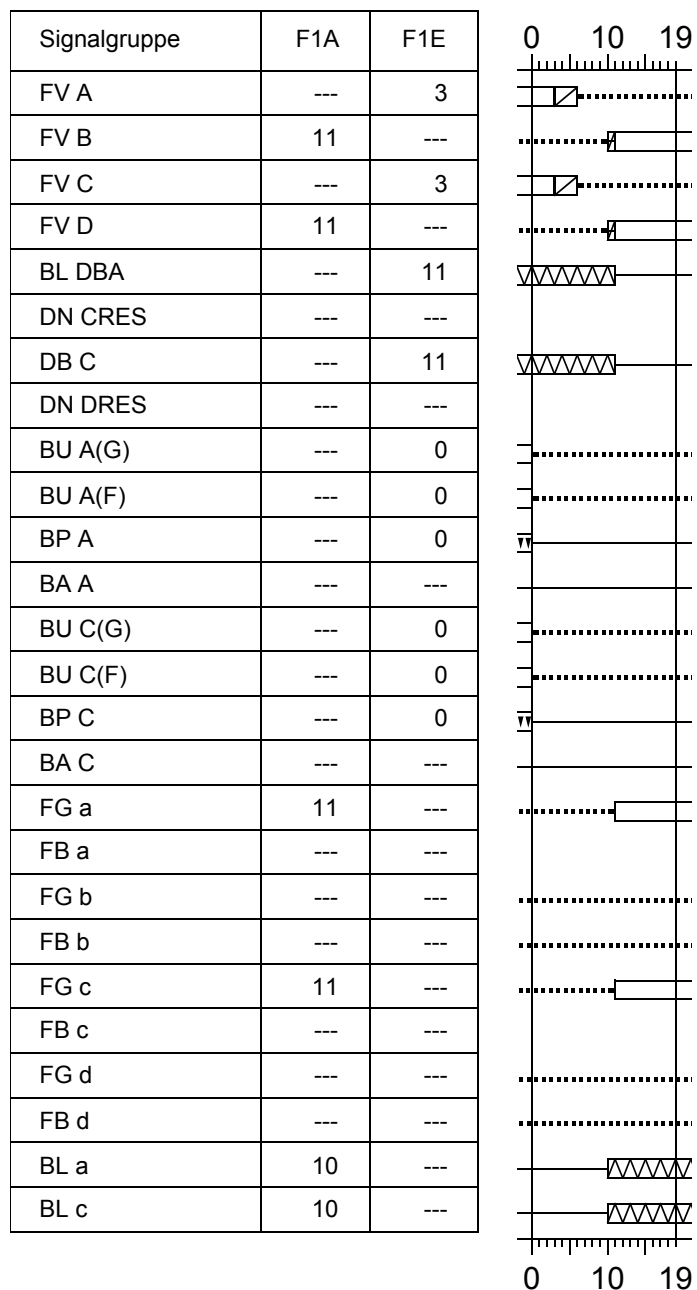 Signalgruppe F1A F1E 0 10 19
FV A --- 3
FV B 11 ---
FV C --- 3
FV D 11 ---
BL DBA --- 11
DN CRES --- ---
DB C --- 11
DN DRES --- ---
BU A(G) --- 0
BU A(F) --- 0
BP A --- 0
BA A --- ---
BU C(G) --- 0
BU C(F) --- 0
BP C --- 0
BA C --- ---
FG a 11 ---
FB a --- ---
FG b --- ---
FB b --- ---
FG c 11 ---
FB c --- ---
FG d --- ---
FB d --- ---
BL a 10 ---
BL c 10 ---
0 10 19